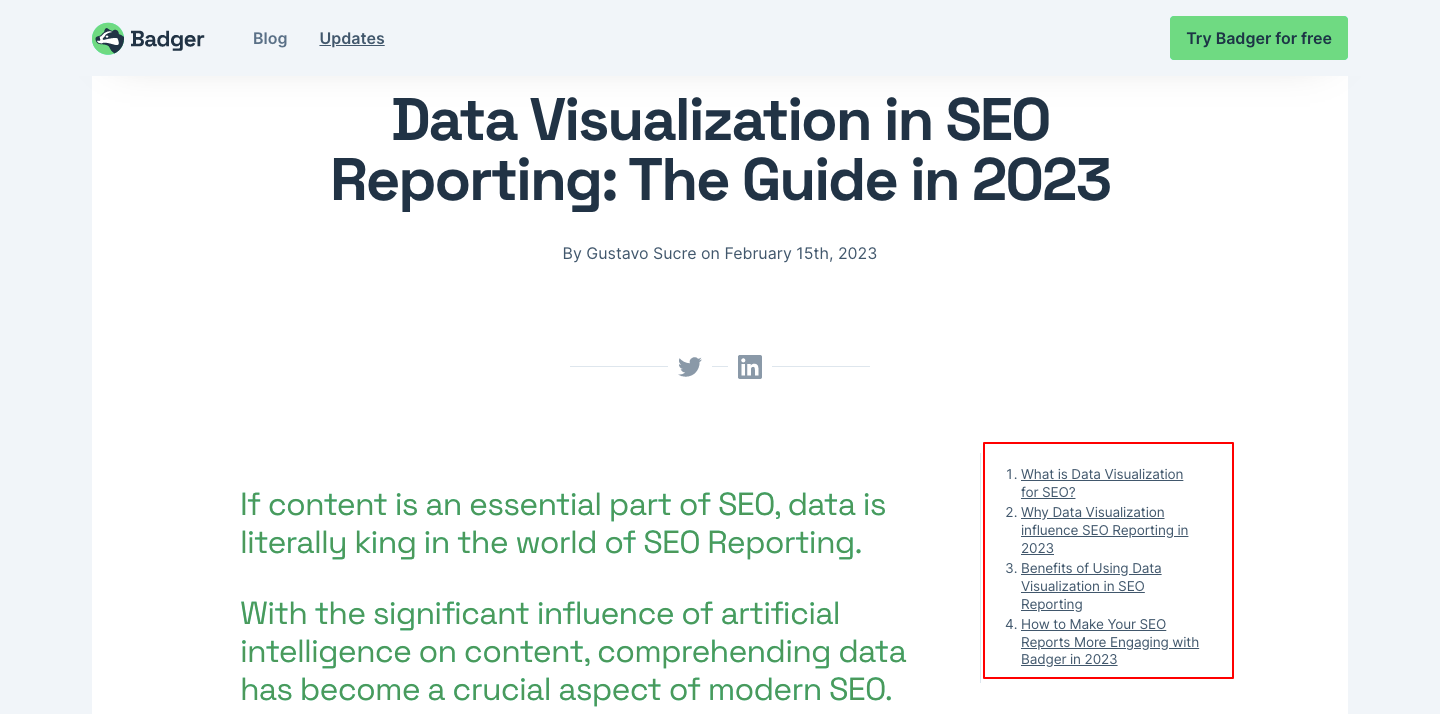 Badger
Blog
Updates
Try Badger for free
Data Visualization in SEO
Reporting: The Guide in 2023
By Gustavo Sucre on February 15th, 2023
in
If content is an essential part of SEO, data is
literally king in the world of SEO Reporting.
With the significant influence of artificial
intelligence on content, comprehending data
has become a crucial aspect of modern SEO.
1. What is Data Visualization
for SEO?
2. Why Data Visualization
influence SEO Reporting in
2023
3. Benefits of Using Data
Visualization in SEO
Reporting
4. How to Make Your SEO
Reports More Engaging with
Badger in 2023